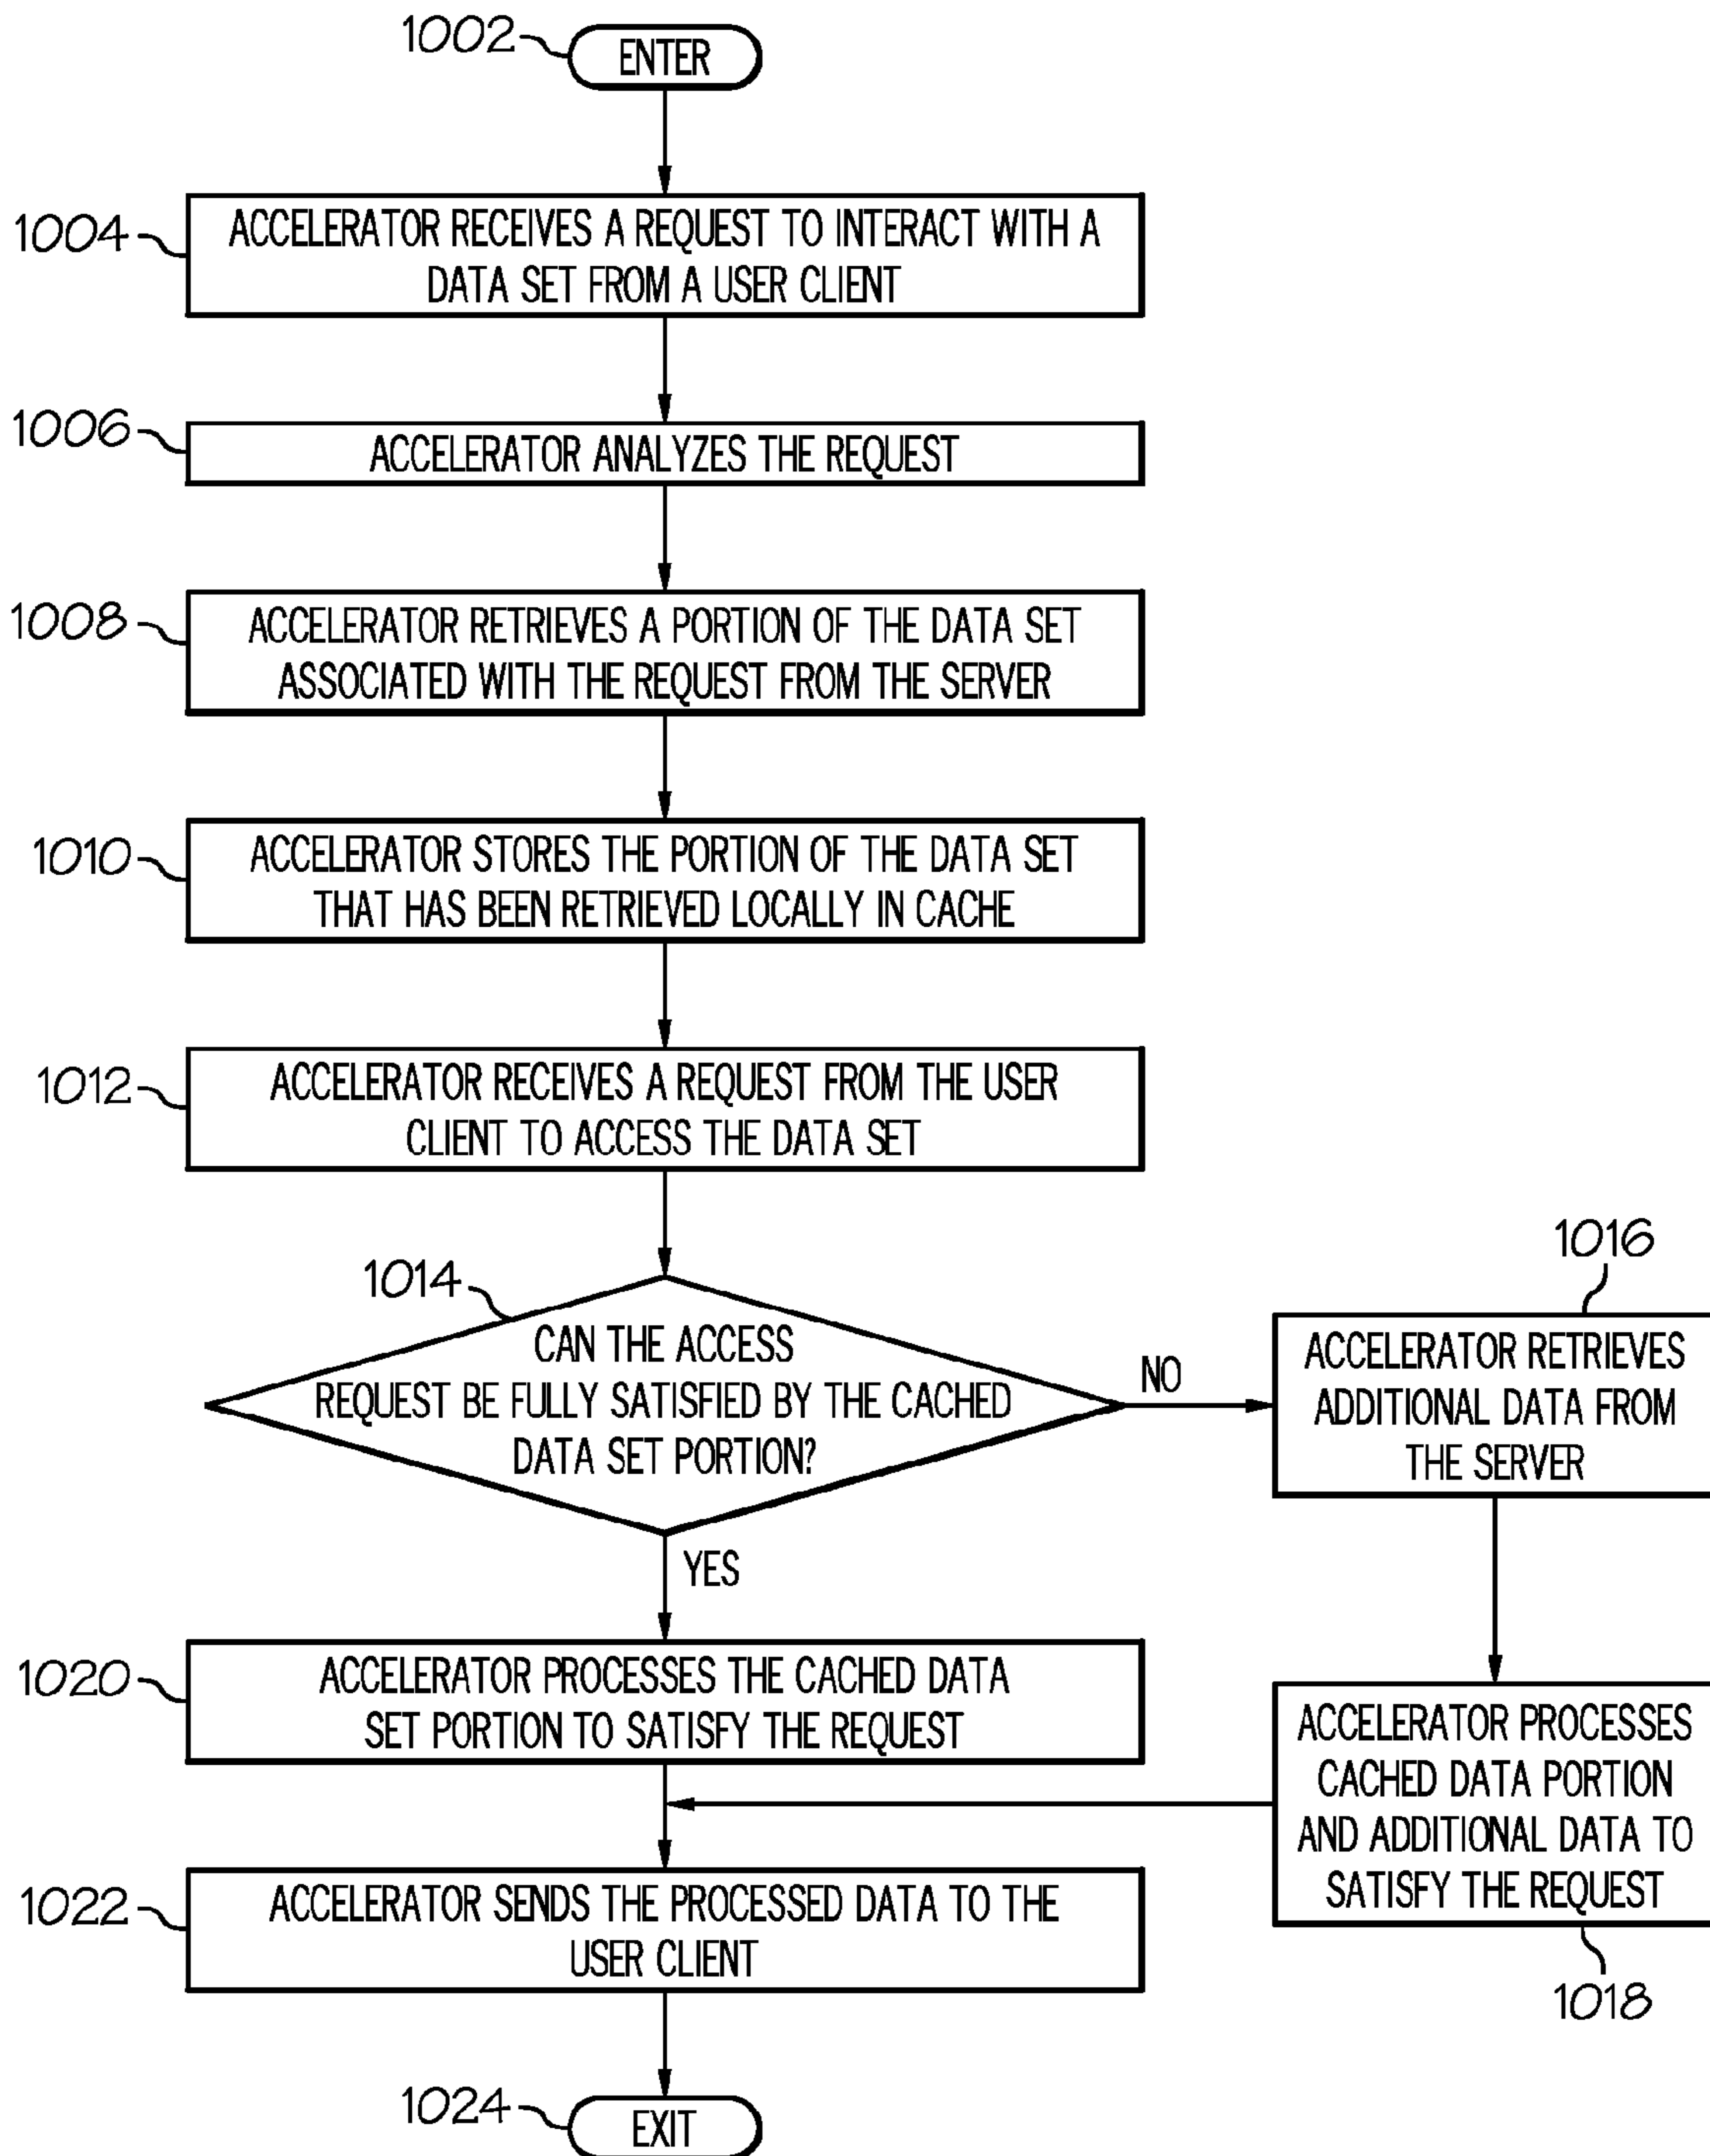 1002
ENTER
1004
ACCELERATOR RECEIVES A REQUEST TO INTERACT WITH A
DATA SET FROM A USER CLIENT
1006
ACCELERATOR ANALYZES THE REQUEST
1008
ACCELERATOR RETRIEVES A PORTION OF THE DATA SET
ASSOCIATED WITH THE REQUEST FROM THE SERVER
1010
ACCELERATOR STORES THE PORTION OF THE DATA SET
THAT HAS BEEN RETRIEVED LOCALLY IN CACHE
1012
ACCELERATOR RECEIVES A REQUEST FROM THE USER
CLIENT TO ACCESS THE DATA SET
1014
CAN THE ACCESS
REQUEST BE FULLY SATISFIED BY THE CACHED
DATA SET PORTION?
NO
1016
ACCELERATOR RETRIEVES
ADDITIONAL DATA FROM
THE SERVER
YES
1020
ACCELERATOR PROCESSES THE CACHED DATA
SET PORTION TO SATISFY THE REQUEST
ACCELERATOR PROCESSES
CACHED DATA PORTION
AND ADDITIONAL DATA TO
SATISFY THE REQUEST
1018
1022
ACCELERATOR SENDS THE PROCESSED DATA TO THE
USER CLIENT
1024
EXIT